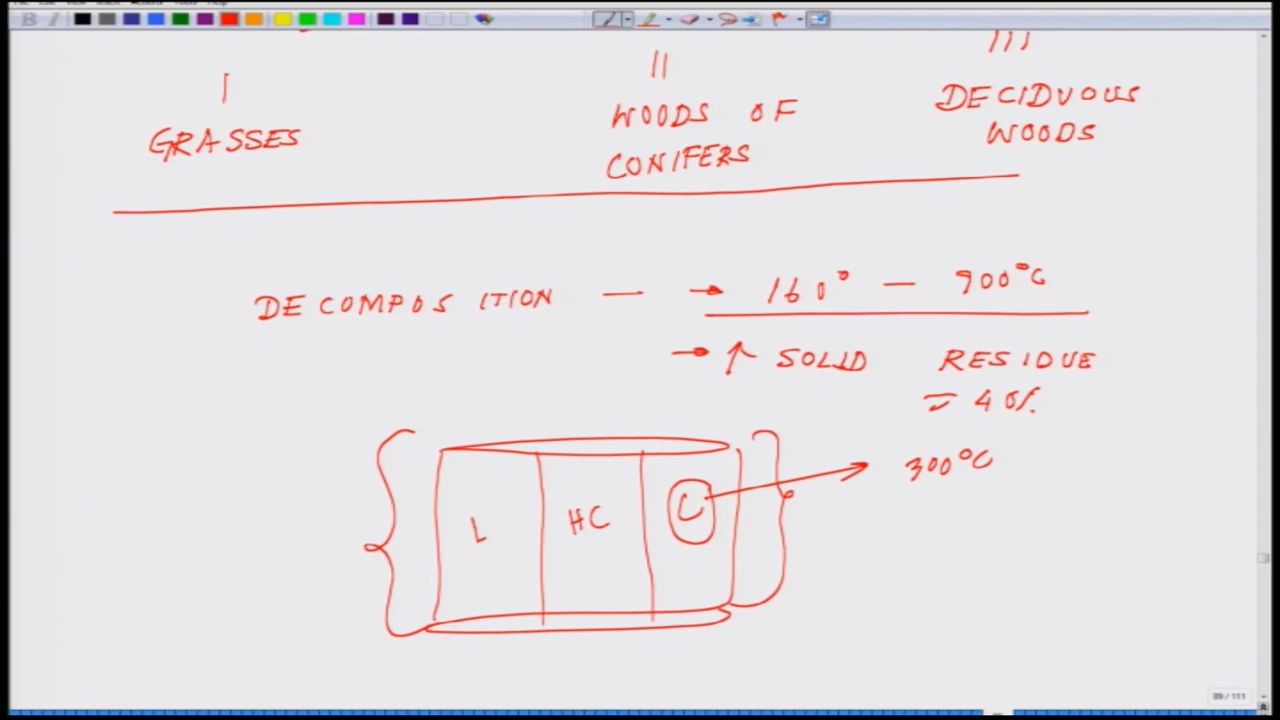 I
II
III
GRASSES
WOODS OF
CONIFERS
DECIDUOUS
WOODS
DECOMPOSITION — → 160° — 900°C
→ ↑ SOLID RESIDUE
≈ 40%.
L
HC
C
300°C